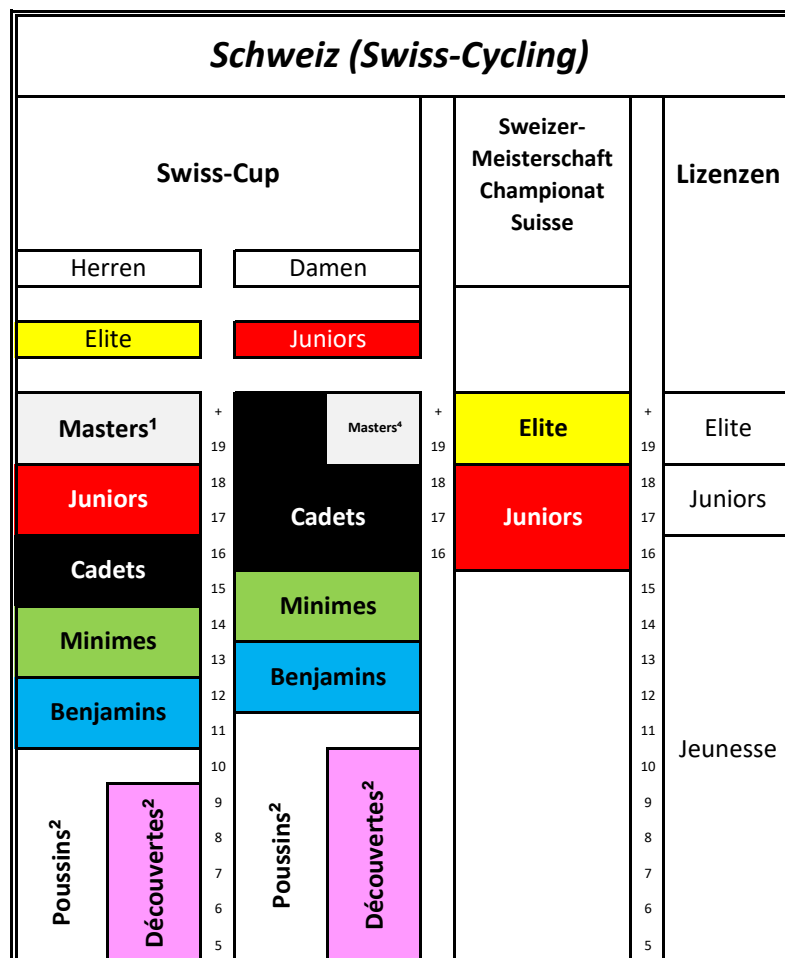 Schweiz (Swiss-Cycling)
Swiss-Cup
Sweizer-
Meisterschaft
Championat
Suisse
Lizenzen
Herren
Damen
Elite
Juniors
Masters¹
+
Masters⁴
+
Elite
+
Elite
19
19
19
Juniors
18
Cadets
18
Juniors
18
Juniors
17
17
17
Cadets
16
16
16
15
Minimes
15
Minimes
14
14
13
Benjamins
13
Benjamins
12
12
11
11
Jeunesse
Poussins²
Découvertes²
10
Poussins²
Découvertes²
10
9
9
8
8
7
7
6
6
5
5